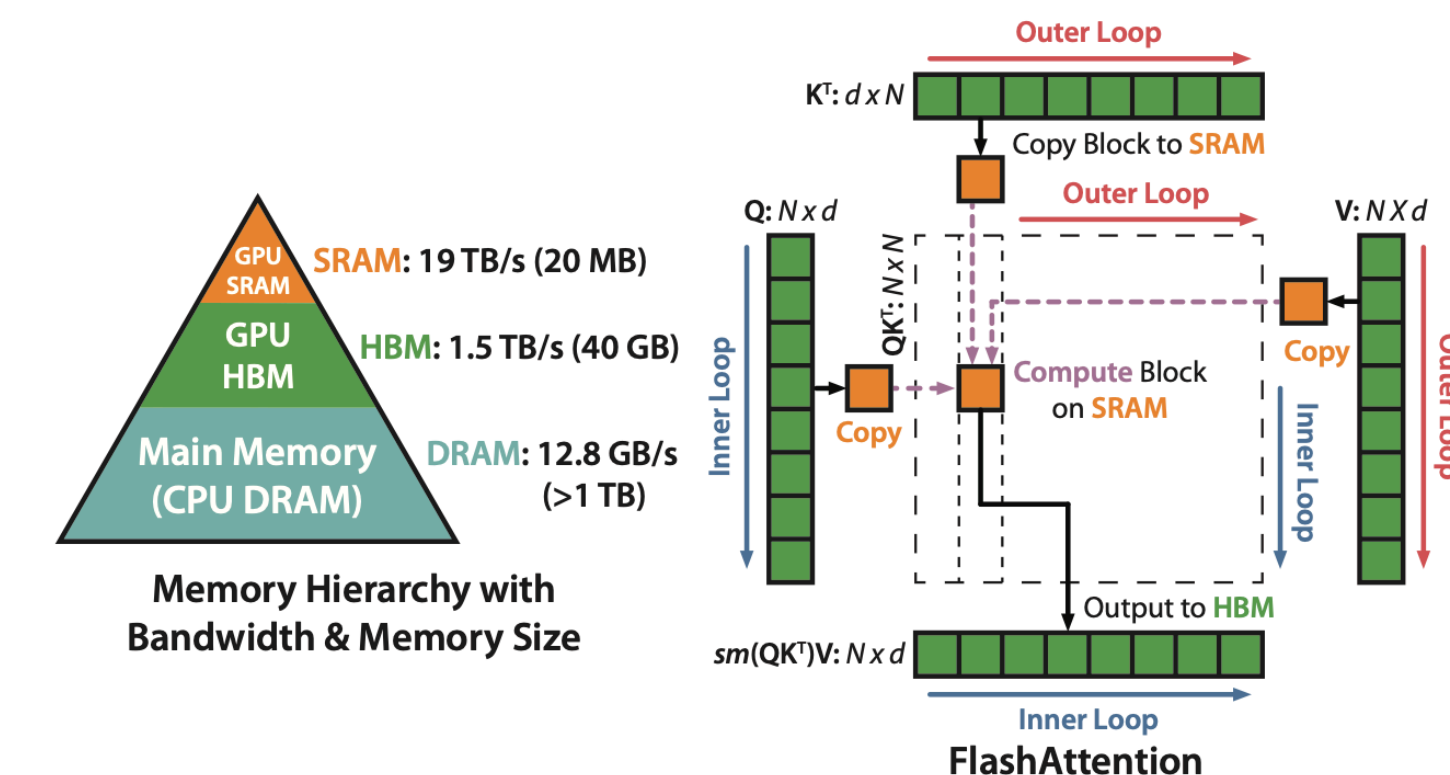 GPU
SRAM
SRAM: 19 TB/s (20 MB)
GPU
HBM
HBM: 1.5 TB/s (40 GB)
Main Memory
(CPU DRAM)
DRAM: 12.8 GB/s
(>1 TB)
Memory Hierarchy with
Bandwidth & Memory Size
Outer Loop
Kᵀ: d x N
Copy Block to SRAM
Outer Loop
Q: N x d
V: N X d
QKᵀ: N x N
Inner Loop
Copy
Compute Block
on SRAM
Copy
Inner Loop
Outer Loop
Output to HBM
sm(QKᵀ)V: N x d
Inner Loop
FlashAttention